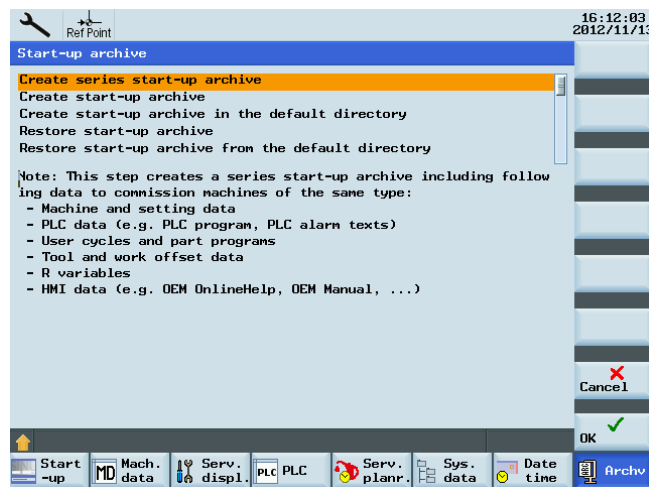 Ref Point
16:12:03
2012/11/13
Start-up archive
Create series start-up archive
Create start-up archive
Create start-up archive in the default directory
Restore start-up archive
Restore start-up archive from the default directory
Note: This step creates a series start-up archive including follow
ing data to commission machines of the same type:
- Machine and setting data
- PLC data (e.g. PLC program, PLC alarm texts)
- User cycles and part programs
- Tool and work offset data
- R variables
- HMI data (e.g. OEM OnlineHelp, OEM Manual, ...)
Cancel
OK
Start
-up
MD
Mach.
data
Serv.
displ.
PLC
PLC
Serv.
planr.
Sys.
data
Date
time
Archv